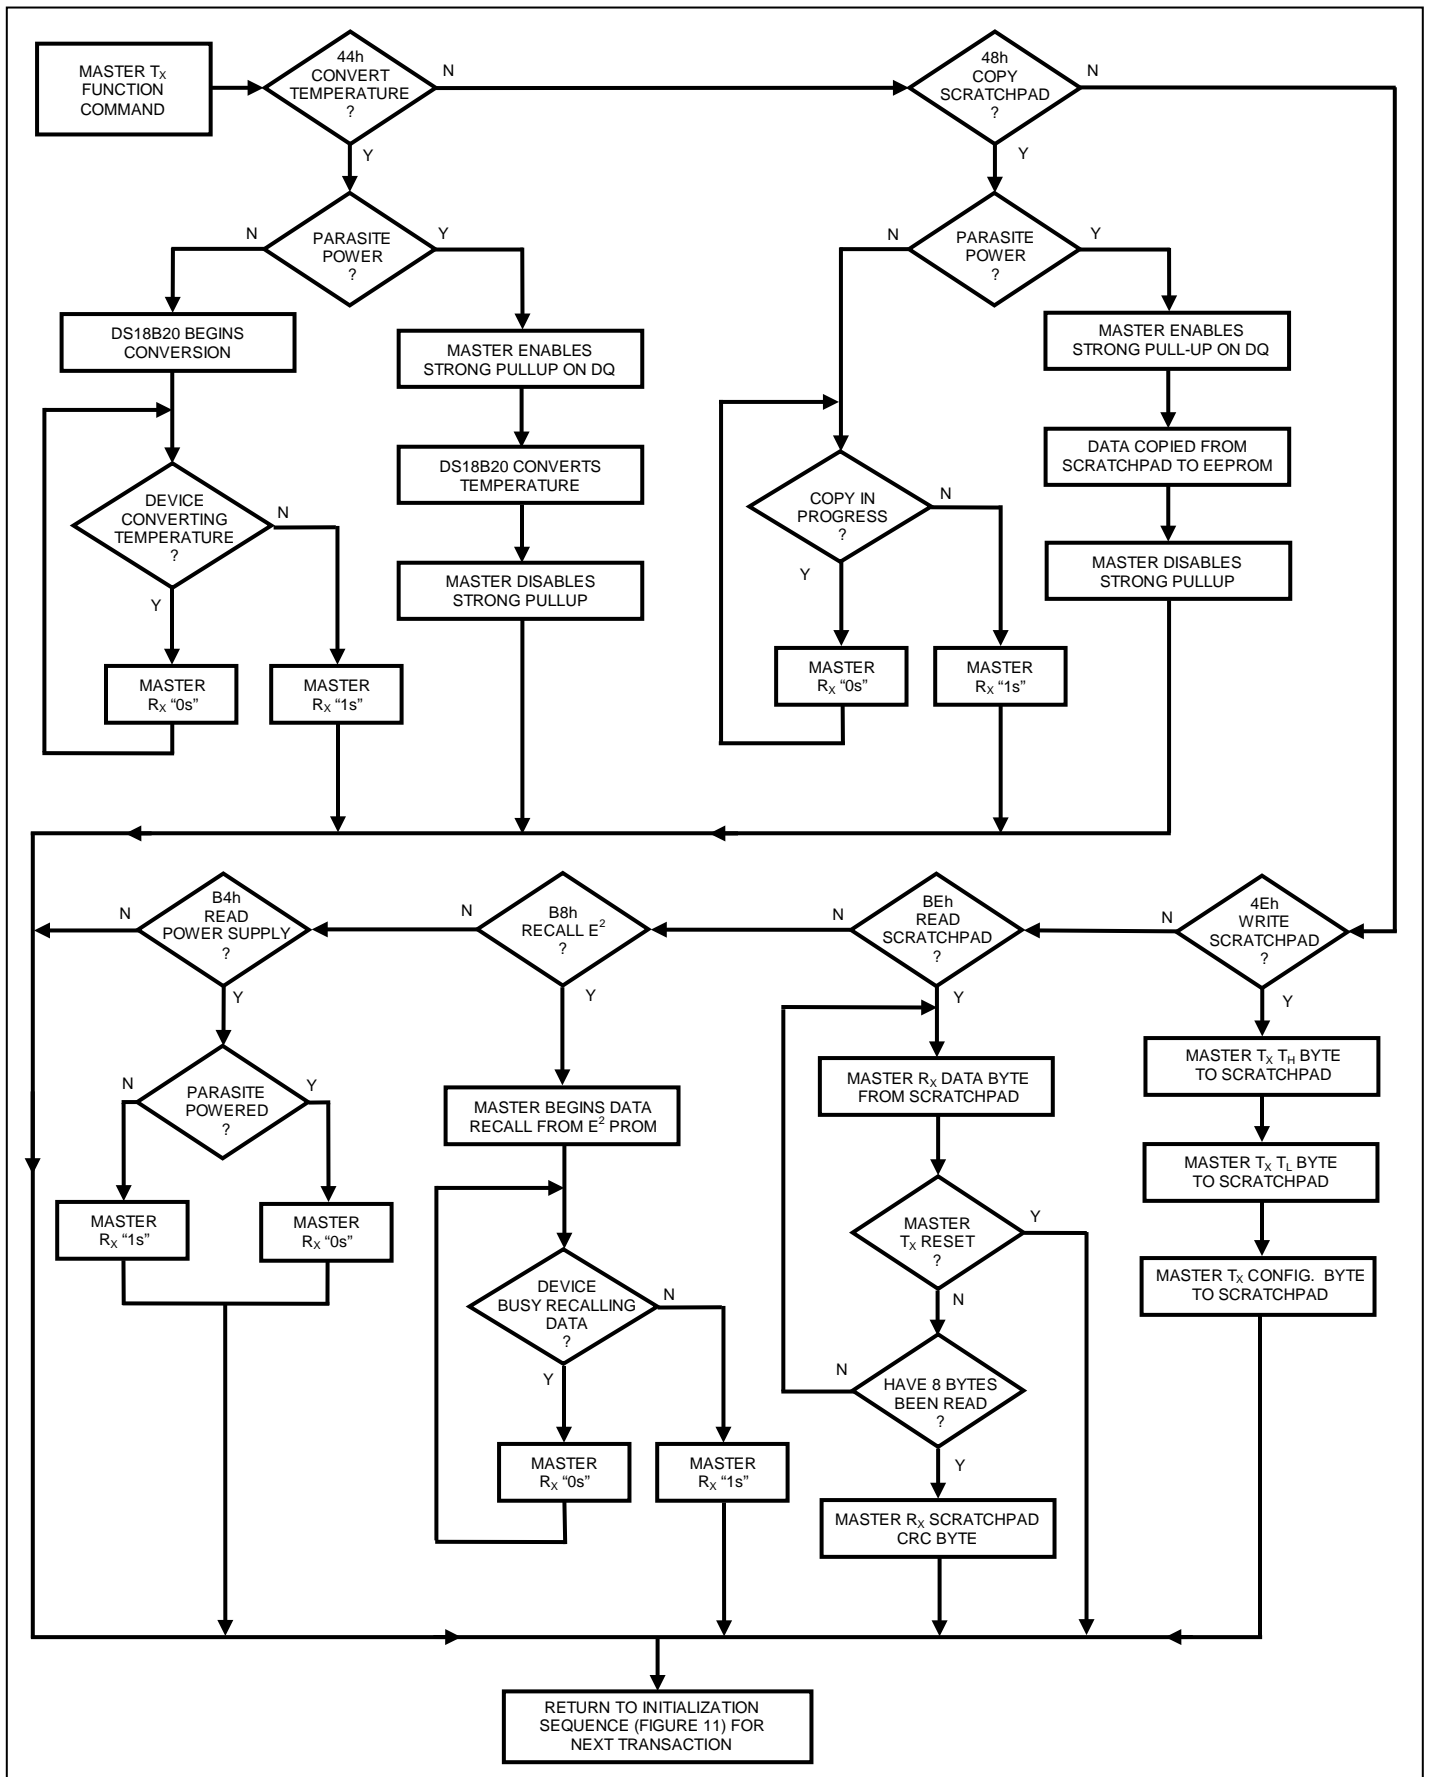 MASTER TX
FUNCTION
COMMAND
44h
CONVERT
TEMPERATURE
?
N
Y
48h
COPY
SCRATCHPAD
?
N
Y
PARASITE
POWER
?
N
Y
PARASITE
POWER
?
N
Y
DS18B20 BEGINS
CONVERSION
MASTER ENABLES
STRONG PULLUP ON DQ
MASTER ENABLES
STRONG PULL-UP ON DQ
DS18B20 CONVERTS
TEMPERATURE
DATA COPIED FROM
SCRATCHPAD TO EEPROM
DEVICE
CONVERTING
TEMPERATURE
?
N
Y
COPY IN
PROGRESS
?
N
Y
MASTER DISABLES
STRONG PULLUP
MASTER DISABLES
STRONG PULLUP
MASTER
RX “0s”
MASTER
RX “1s”
MASTER
RX “0s”
MASTER
RX “1s”
B4h
READ
POWER SUPPLY
?
N
Y
B8h
RECALL E2
?
N
Y
BEh
READ
SCRATCHPAD
?
N
Y
4Eh
WRITE
SCRATCHPAD
?
N
Y
PARASITE
POWERED
?
N
Y
MASTER
RX “1s”
MASTER
RX “0s”
MASTER BEGINS DATA
RECALL FROM E2 PROM
DEVICE
BUSY RECALLING
DATA
?
N
Y
MASTER
RX “0s”
MASTER
RX “1s”
MASTER RX DATA BYTE
FROM SCRATCHPAD
MASTER
TX RESET
?
Y
N
HAVE 8 BYTES
BEEN READ
?
N
Y
MASTER RX SCRATCHPAD
CRC BYTE
MASTER TX TH BYTE
TO SCRATCHPAD
MASTER TX TL BYTE
TO SCRATCHPAD
MASTER TX CONFIG. BYTE
TO SCRATCHPAD
RETURN TO INITIALIZATION
SEQUENCE (FIGURE 11) FOR
NEXT TRANSACTION